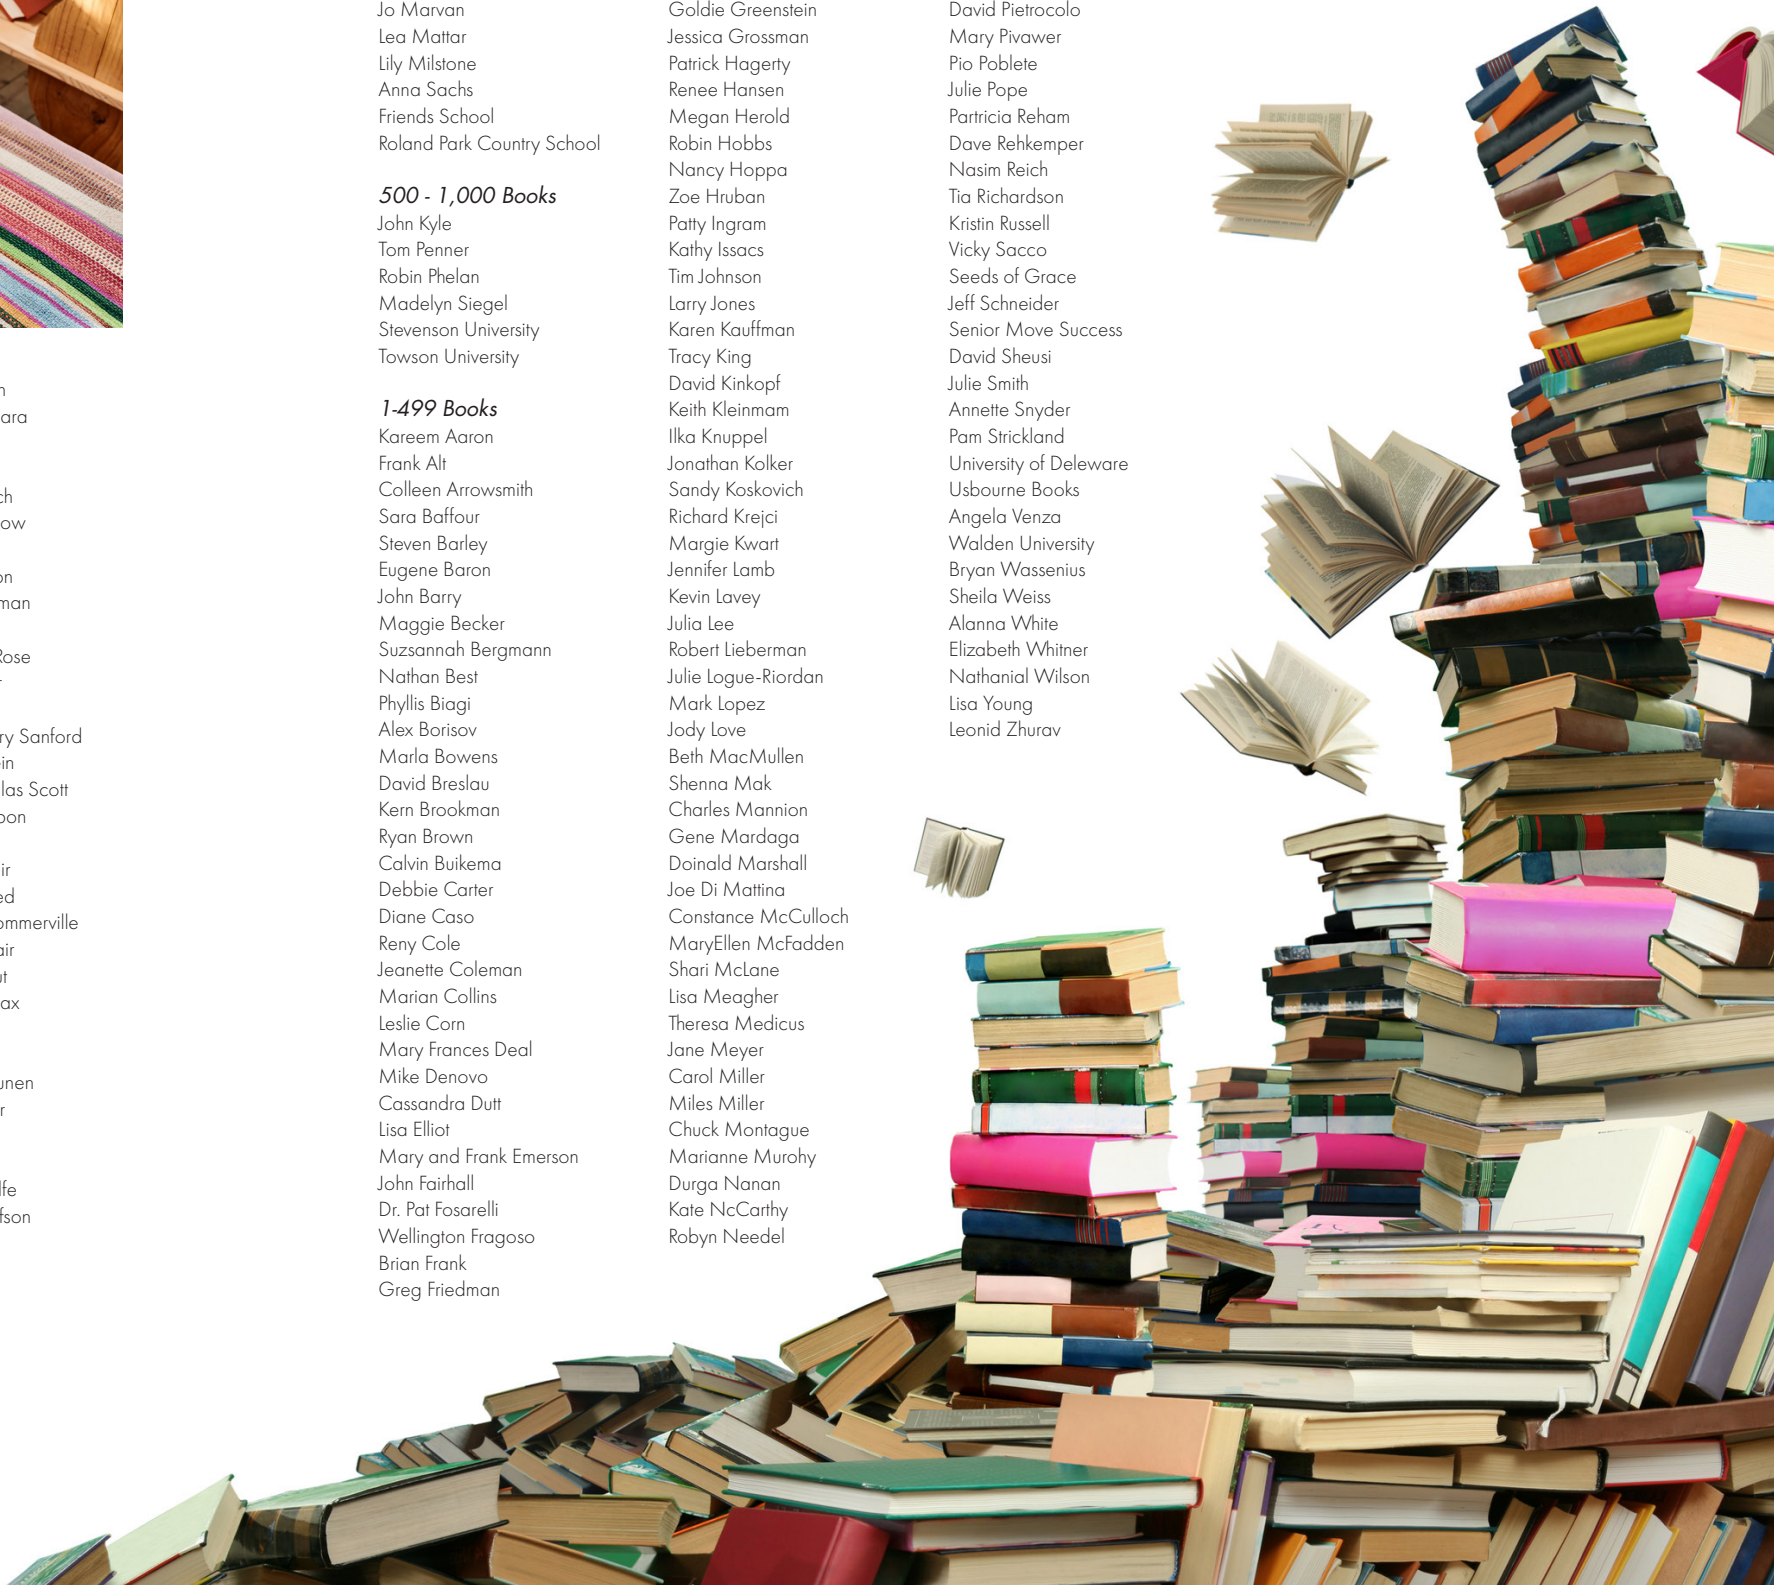 Sanford
las Scott
Rose
Jo Marvan
Lea Mattar
Lily Milstone
Anna Sachs
Friends School
Roland Park Country School
500 - 1,000 Books
John Kyle
Tom Penner
Robin Phelan
Madelyn Siegel
Stevenson University
Towson University
1-499 Books
Kareem Aaron
Frank Alt
Colleen Arrowsmith
Sara Baffour
Steven Barley
Eugene Baron
John Barry
Maggie Becker
Suzsannah Bergmann
Nathan Best
Phyllis Biagi
Alex Borisov
Marla Bowens
David Breslau
Kern Brookman
Ryan Brown
Calvin Buikema
Debbie Carter
Diane Caso
Reny Cole
Jeanette Coleman
Marian Collins
Leslie Corn
Mary Frances Deal
Mike Denovo
Cassandra Dutt
Lisa Elliot
Mary and Frank Emerson
John Fairhall
Dr. Pat Fosarelli
Wellington Fragoso
Brian Frank
Greg Friedman
Goldie Greenstein
Jessica Grossman
Patrick Hagerty
Renee Hansen
Megan Herold
Robin Hobbs
Nancy Hoppa
Zoe Hruban
Patty Ingram
Kathy Issacs
Tim Johnson
Larry Jones
Karen Kauffman
Tracy King
David Kinkopf
Keith Kleinmam
Ilka Knuppel
Jonathan Kolker
Sandy Koskovich
Richard Krejci
Margie Kwart
Jennifer Lamb
Kevin Lavey
Julia Lee
Robert Lieberman
Julie Logue-Riordan
Mark Lopez
Jody Love
Beth MacMullen
Shenna Mak
Charles Mannion
Gene Mardaga
Doinald Marshall
Joe Di Mattina
Constance McCulloch
MaryEllen McFadden
Shari McLane
Lisa Meagher
Theresa Medicus
Jane Meyer
Carol Miller
Miles Miller
Chuck Montague
Marianne Murohy
Durga Nanan
Kate NcCarthy
Robyn Needel
David Pietrocolo
Mary Pivawer
Pio Poblete
Julie Pope
Partricia Reham
Dave Rehkemper
Nasim Reich
Tia Richardson
Kristin Russell
Vicky Sacco
Seeds of Grace
Jeff Schneider
Senior Move Success
David Sheusi
Julie Smith
Annette Snyder
Pam Strickland
University of Deleware
Usbourne Books
Angela Venza
Walden University
Bryan Wassenius
Sheila Weiss
Alanna White
Elizabeth Whitner
Nathanial Wilson
Lisa Young
Leonid Zhurav